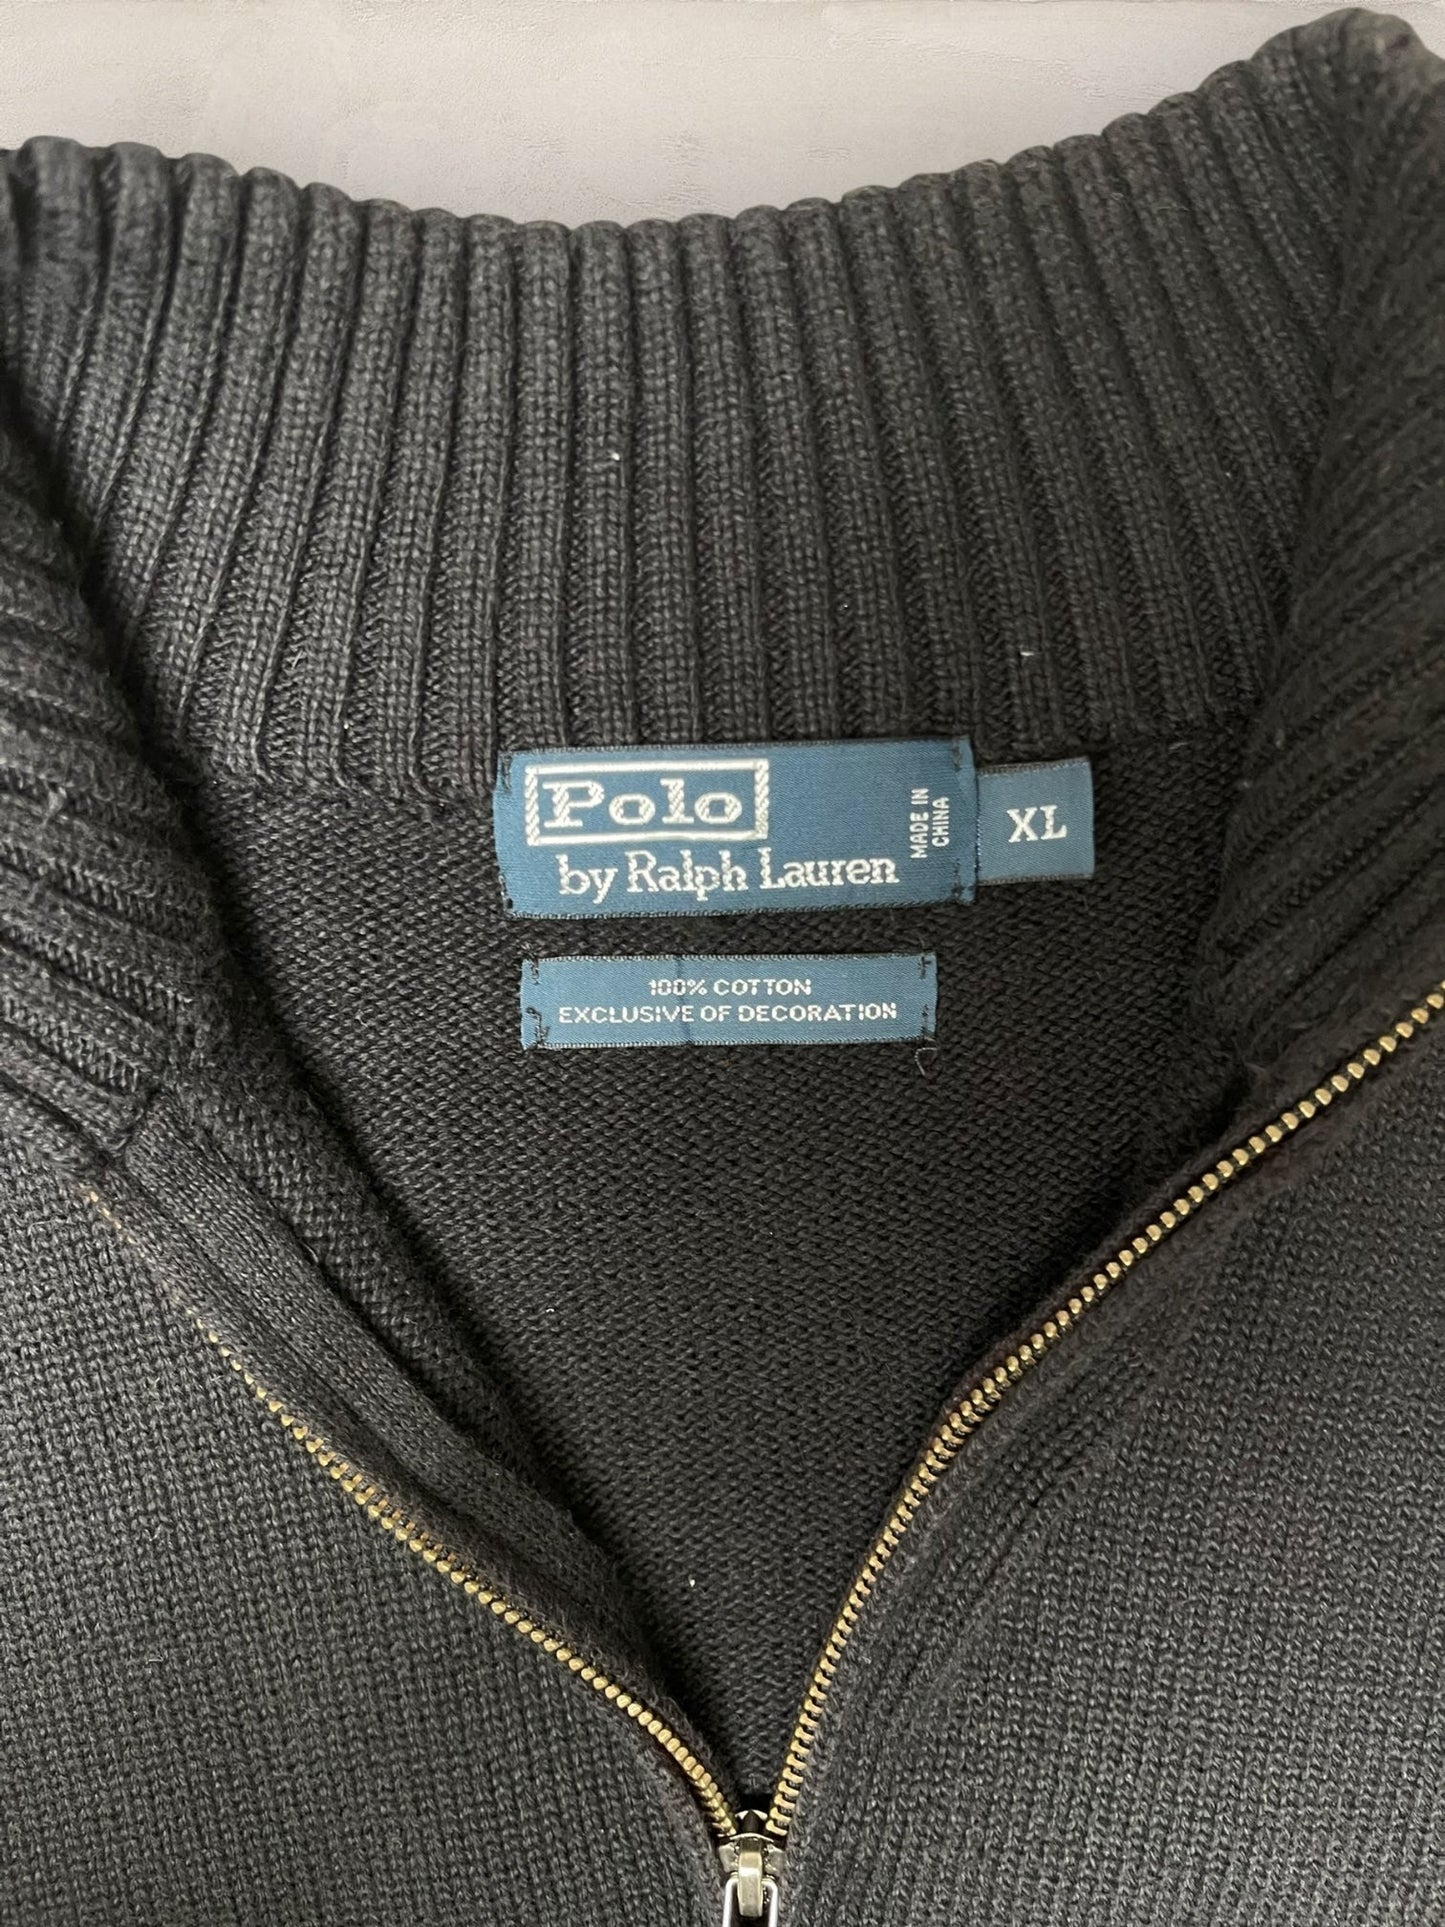 Polo
by Ralph Lauren
MADE IN
CHINA
XL
100% COTTON
EXCLUSIVE OF DECORATION